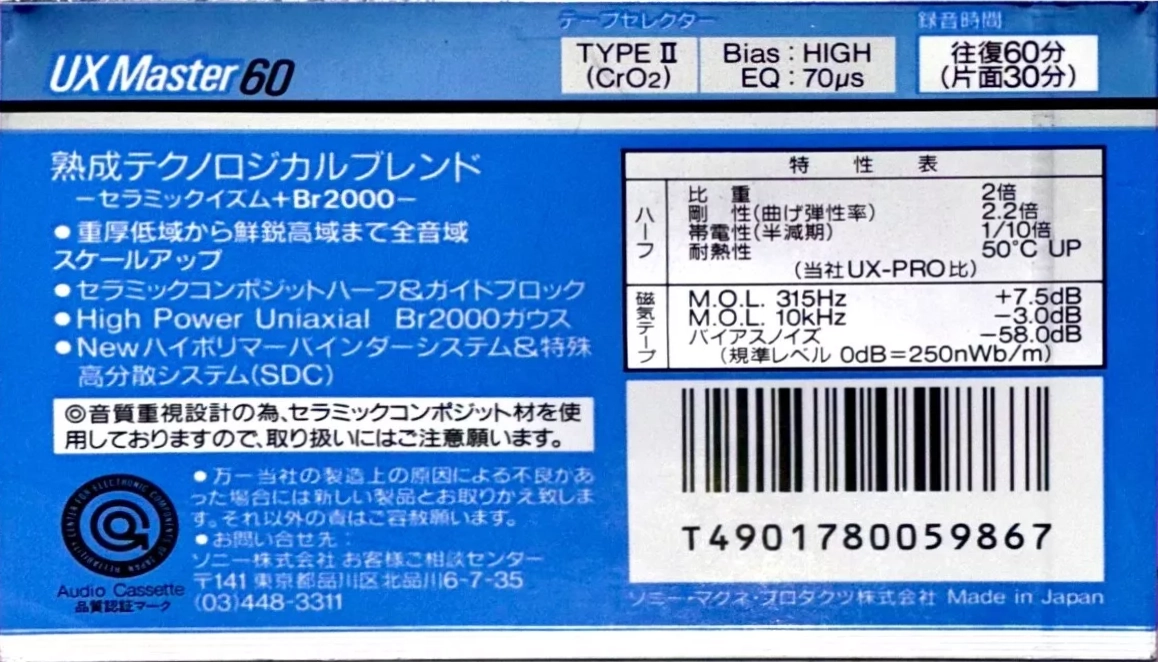 テープセレクター
録音時間
UX Master 60
TYPE II
(CrO2)
Bias : HIGH
EQ : 70μs
往復60分
(片面30分)
熟成テクノロジカルブレンド
－セラミックイズム+Br2000－
●重厚低域から鮮鋭高域まで全音域
スケールアップ
●セラミックコンポジットハーフ&ガイドブロック
●High Power Uniaxial Br2000ガウス
●Newハイポリマーバインダーシステム&特殊
高分散システム(SDC)
◎音質重視設計の為、セラミックコンポジット材を使
用しておりますので、取り扱いにはご注意願います。
●万一当社の製造上の原因による不良があ
った場合には新しい製品とお取りかえ致しま
す。それ以外の責はご容赦願います。
●お問い合せ先：
ソニー株式会社 お客様ご相談センター
〒141 東京都品川区北品川6-7-35
(03)448-3311
Audio Cassette
品質認証マーク
特性表
ハーフ
比重 2倍
剛性(曲げ弾性率) 2.2倍
帯電性(半減期) 1/10倍
耐熱性 50℃ UP
(当社UX-PRO比)
磁気テープ
M.O.L. 315Hz +7.5dB
M.O.L. 10kHz −3.0dB
バイアスノイズ −58.0dB
(規準レベル 0dB=250nWb/m)
T4901780059867
ソニー・マグネ・プロダクツ株式会社 Made in Japan